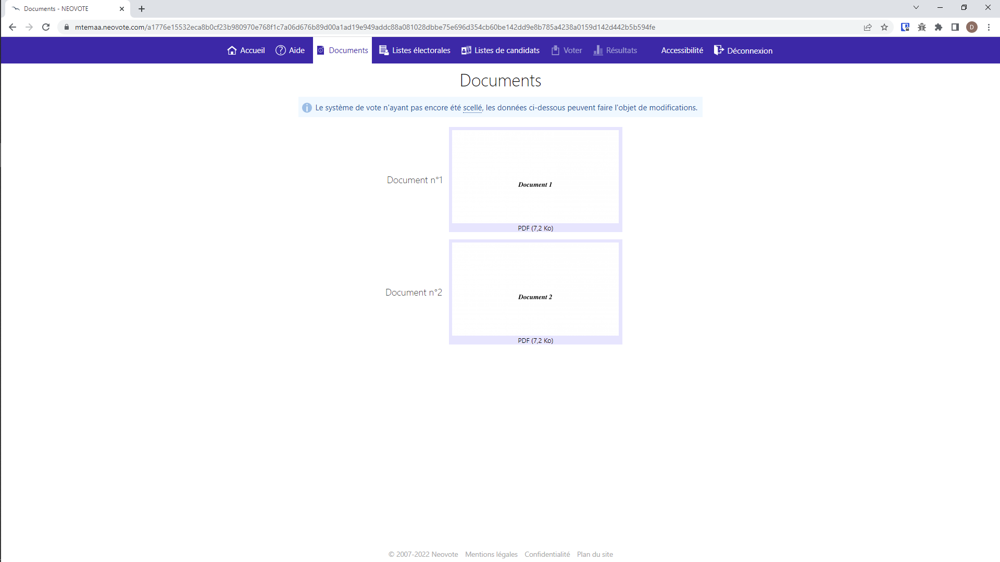 Documents - NEOVOTE
mtemaa.neovote.com/a1776e15532eca8b0cf23b980970e768f1c7a06d676b89d00a1ad19e949addc88a081028dbbe75e696d354cb60be142dd9e8b785a4238a0159d142d442b5b594fe
D
Accueil Aide Documents Listes électorales Listes de candidats Voter Résultats Accessibilité Déconnexion
Documents
Le système de vote n'ayant pas encore été scellé, les données ci-dessous peuvent faire l'objet de modifications.
Document n°1
Document 1
PDF (7,2 Ko)
Document n°2
Document 2
PDF (7,2 Ko)
© 2007-2022 Neovote Mentions légales Confidentialité Plan du site